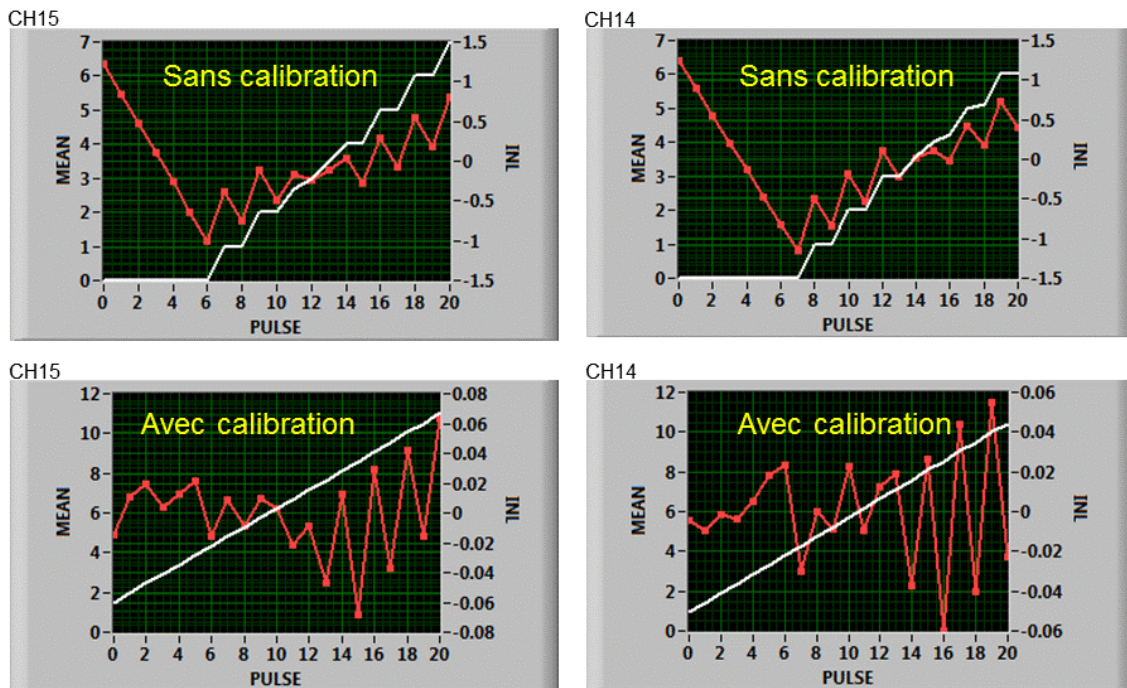 CH15
Sans calibration
7
6
5
4
3
2
1
0
MEAN
1.5
1
0.5
0
-0.5
-1
-1.5
INL
0 2 4 6 8 10 12 14 16 18 20
PULSE
CH14
Sans calibration
7
6
5
4
3
2
1
0
MEAN
1.5
1
0.5
0
-0.5
-1
-1.5
INL
0 2 4 6 8 10 12 14 16 18 20
PULSE
CH15
Avec calibration
12
10
8
6
4
2
0
MEAN
0.08
0.06
0.04
0.02
0
-0.02
-0.04
-0.06
-0.08
INL
0 2 4 6 8 10 12 14 16 18 20
PULSE
CH14
Avec calibration
12
10
8
6
4
2
0
MEAN
0.06
0.04
0.02
0
-0.02
-0.04
-0.06
INL
0 2 4 6 8 10 12 14 16 18 20
PULSE